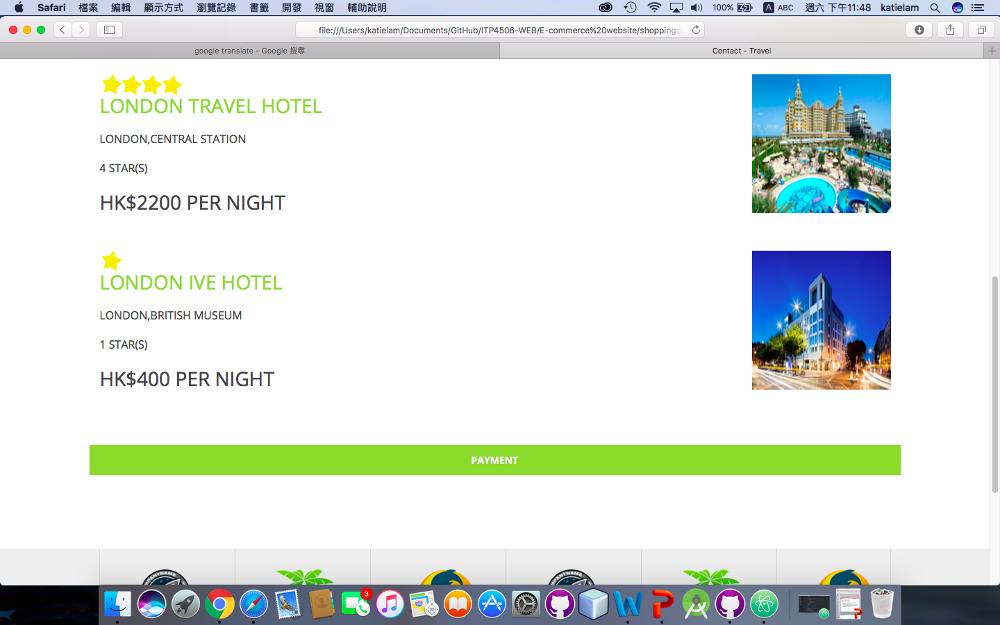 Safari 檔案 編輯 顯示方式 瀏覽記錄 書籤 開發 視窗 輔助說明 100% A ABC 週六 下午11:48 katielam
file:///Users/katielam/Documents/GitHub/ITP4506-WEB/E-commerce%20website/shoppingc
google translate - Google 搜尋 Contact - Travel
LONDON TRAVEL HOTEL
LONDON,CENTRAL STATION
4 STAR(S)
HK$2200 PER NIGHT
LONDON IVE HOTEL
LONDON,BRITISH MUSEUM
1 STAR(S)
HK$400 PER NIGHT
PAYMENT
3